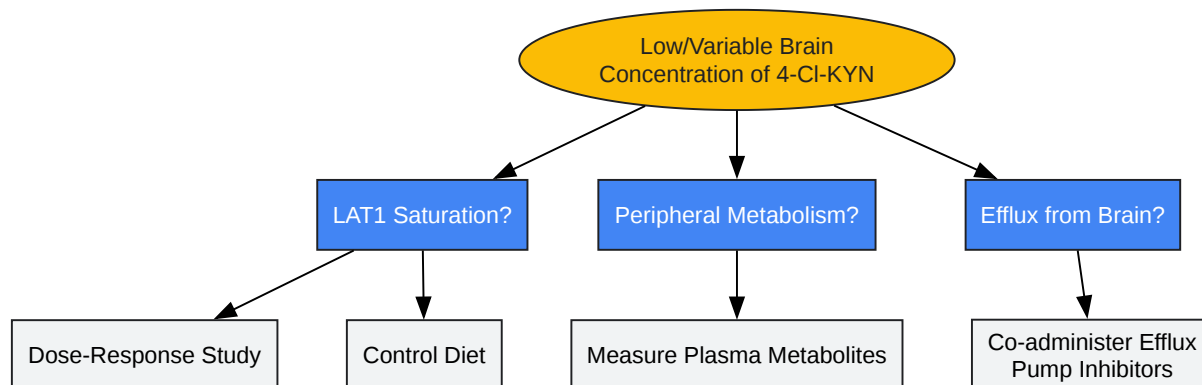 Low/Variable Brain
Concentration of 4-Cl-KYN
LAT1 Saturation?
Peripheral Metabolism?
Efflux from Brain?
Dose-Response Study
Control Diet
Measure Plasma Metabolites
Co-administer Efflux
Pump Inhibitors